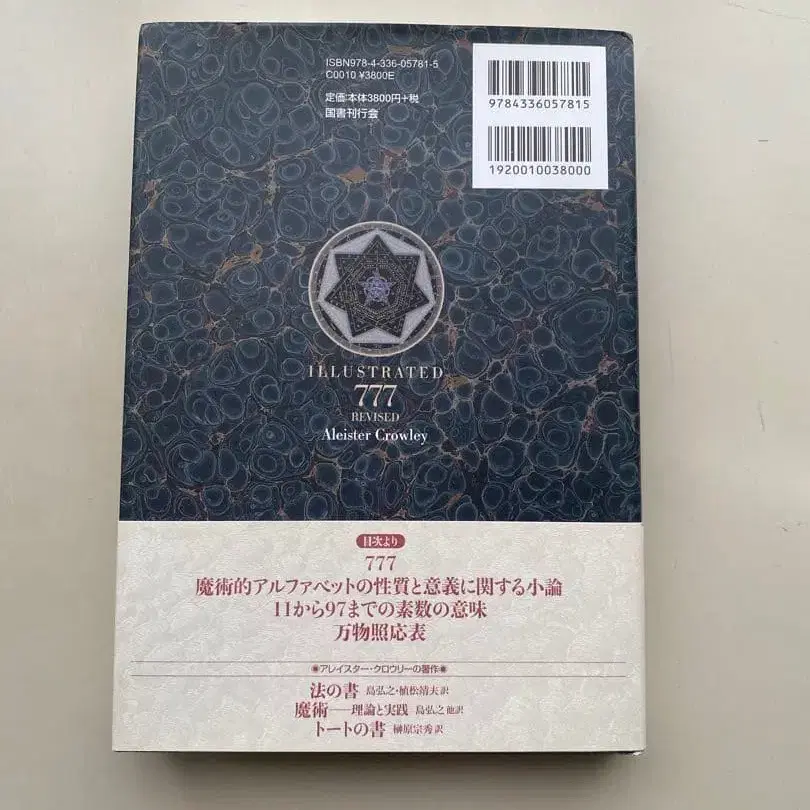 ISBN978-4-336-05781-5
C0010 ¥3800E
定価:本体3800円+税
国書刊行会
9784336057815
1920010038000
ILLUSTRATED
777
REVISED
Aleister Crowley
目次より
777
魔術的アルファベットの性質と意義に関する小論
11から97までの素数の意味
万物照応表
◉アレイスター・クロウリーの著作◉
法の書 島弘之・植松靖夫 訳
魔術――理論と実践 島弘之他訳
トートの書 榊原宗秀 訳